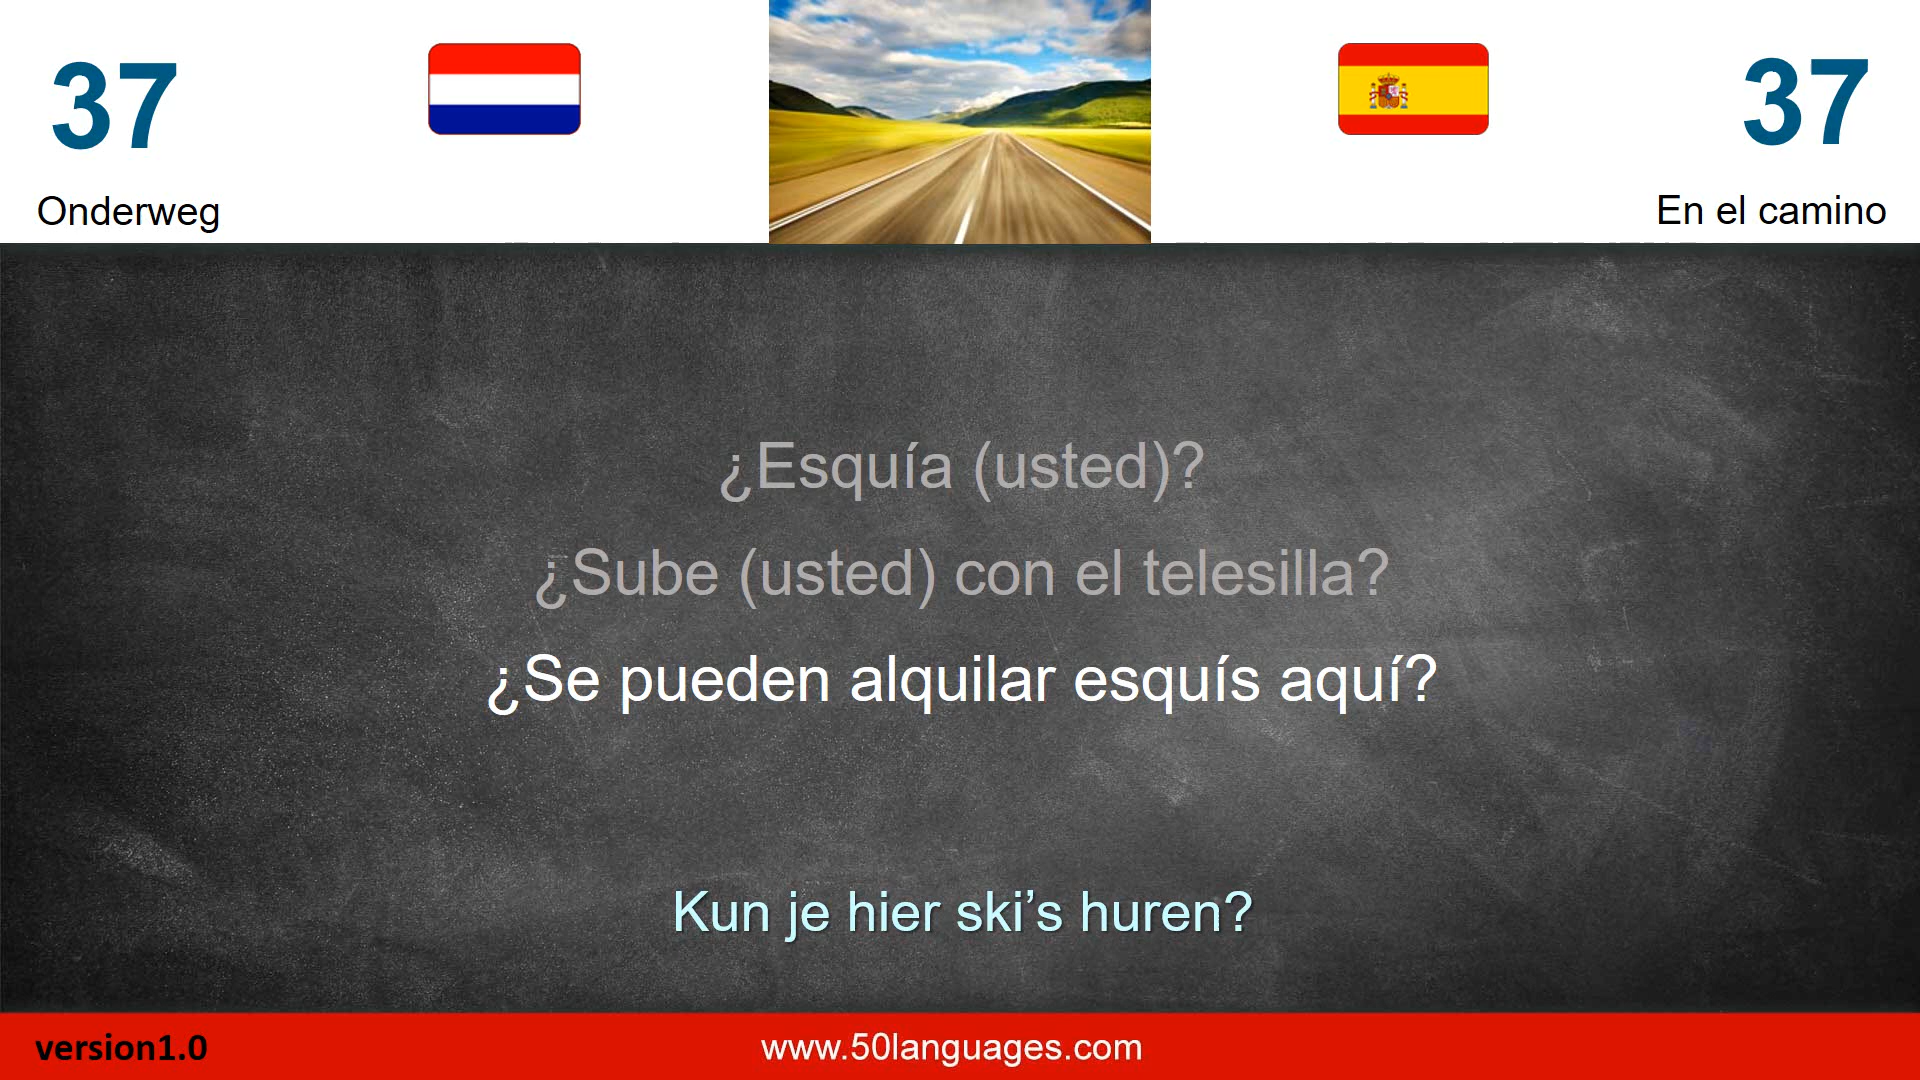 37
37
Onderweg
En el camino
¿Esquía (usted)?
¿Sube (usted) con el telesilla?
¿Se pueden alquilar esquís aquí?
Kun je hier ski’s huren?
version1.0
www.50languages.com